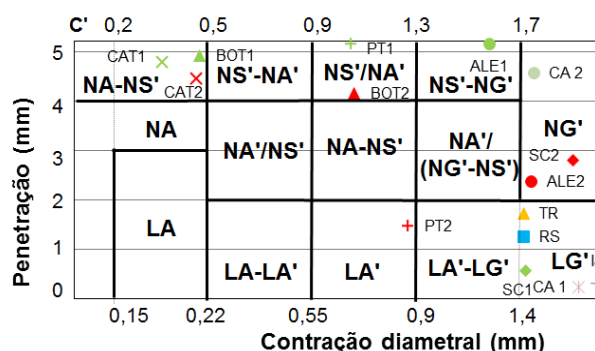 C' 0,2 0,5 0,9 1,3 1,7
5 CAT1 BOT1 PT1 ALE1 CA 2
NA-NS' NS'-NA' NS'/NA' NS'-NG'
CAT2 BOT2
4
NA NG'
3 NA'/NS' NA-NS' NA'/
(NG'-NS') SC2
ALE2
2
PT2 TR
1 LA RS
LA-LA' LA' LA'-LG' LG'
0 SC1 CA 1
0,15 0,22 0,55 0,9 1,4
Contração diametral (mm)
Penetração (mm)